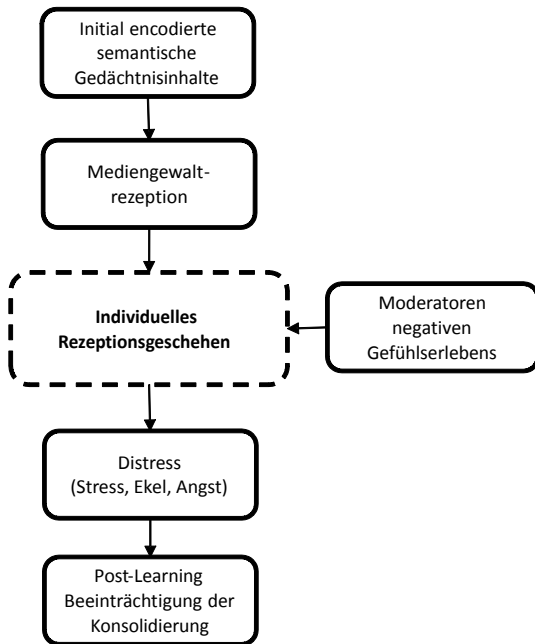 Initial encodierte
semantische
Gedächtnisinhalte
Mediengewalt-
rezeption
Individuelles
Rezeptionsgeschehen
Moderatoren
negativen
Gefühlserlebens
Distress
(Stress, Ekel, Angst)
Post-Learning
Beeinträchtigung der
Konsolidierung